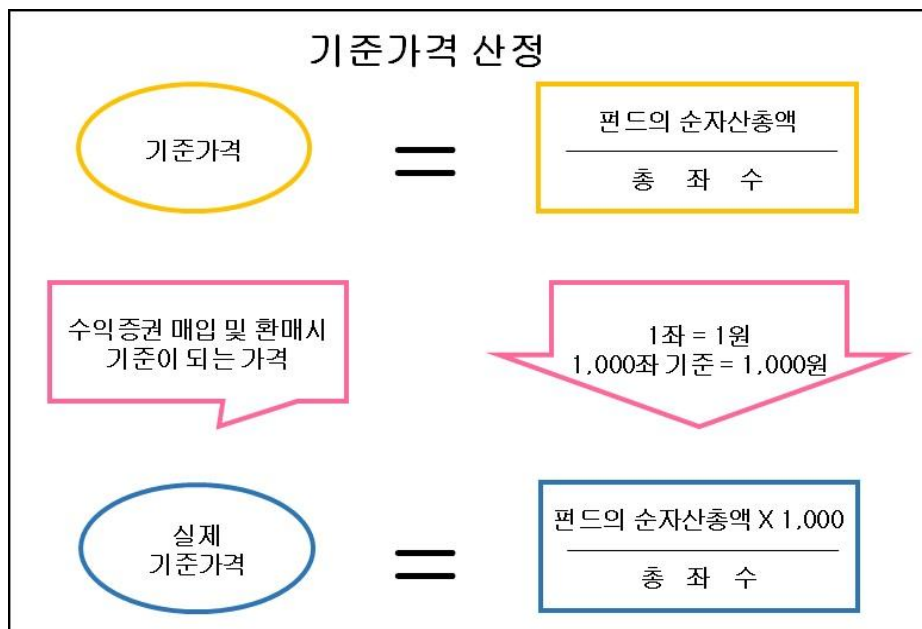 기준가격 산정
기준가격
=
펀드의 순자산총액
총 좌 수
수익증권 매입 및 환매시
기준이 되는 가격
1좌 = 1원
1,000좌 기준 = 1,000원
실제
기준가격
=
펀드의 순자산총액 X 1,000
총 좌 수